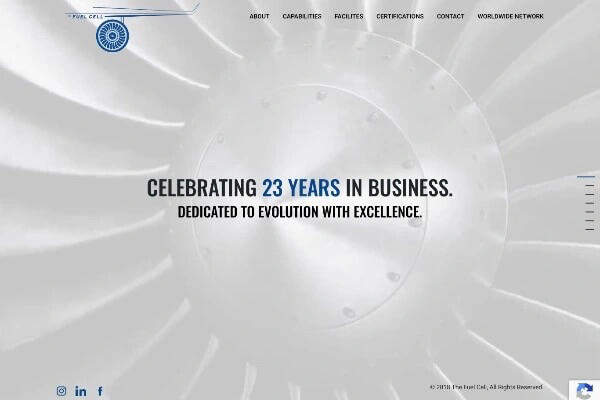 FUEL CELL
ABOUT CAPABILITIES FACILITES CERTIFICATIONS CONTACT WORLDWIDE NETWORK
CELEBRATING 23 YEARS IN BUSINESS.
DEDICATED TO EVOLUTION WITH EXCELLENCE.
© 2018 The Fuel Cell, All Rights Reserved